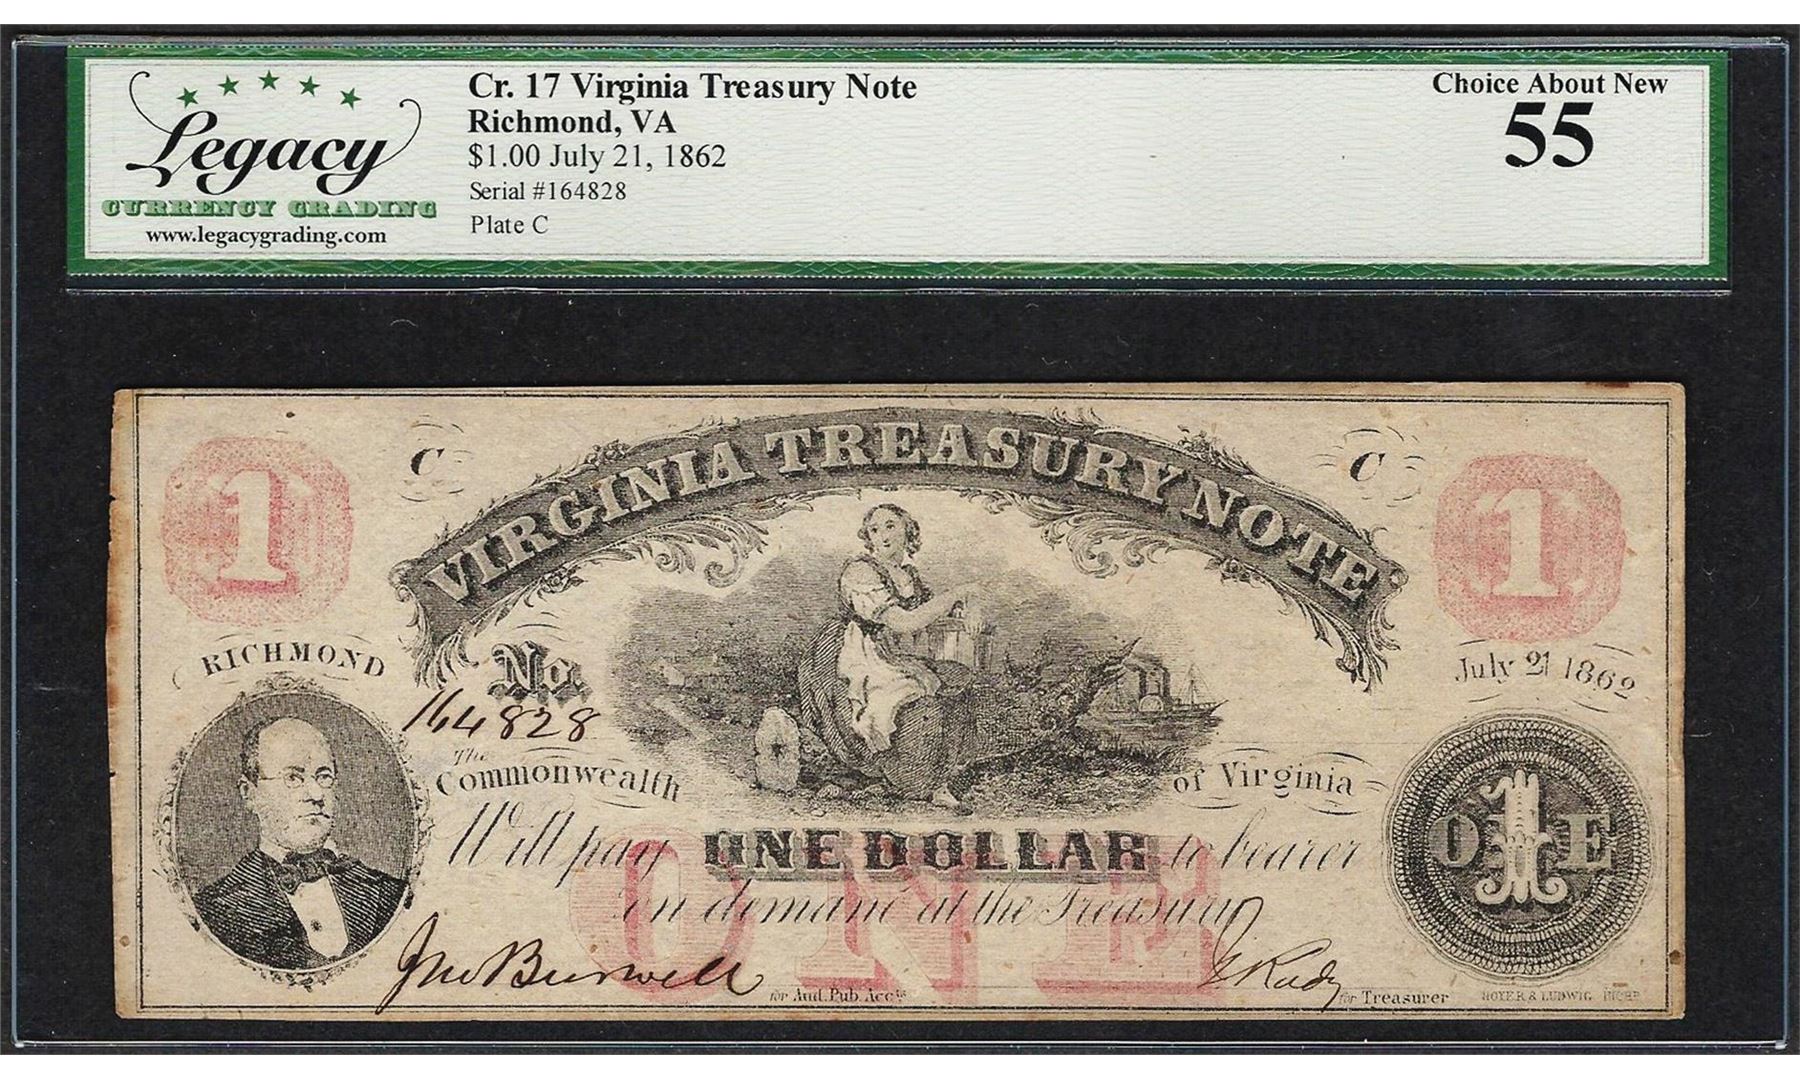 Legacy
CURRENCY GRADING
www.legacygrading.com
Cr. 17 Virginia Treasury Note
Richmond, VA
$1.00 July 21, 1862
Serial #164828
Plate C
Choice About New
55
VIRGINIA TREASURY NOTE
1
C
C
1
RICHMOND
July 21 1862
No.
164828
The
Commonwealth of Virginia
Will pay ONE DOLLAR to bearer
on demand at the Treasury
ONE
O1E
Jno Burwell
for Aud. Pub. Accts
for Treasurer
HOYER & LUDWIG